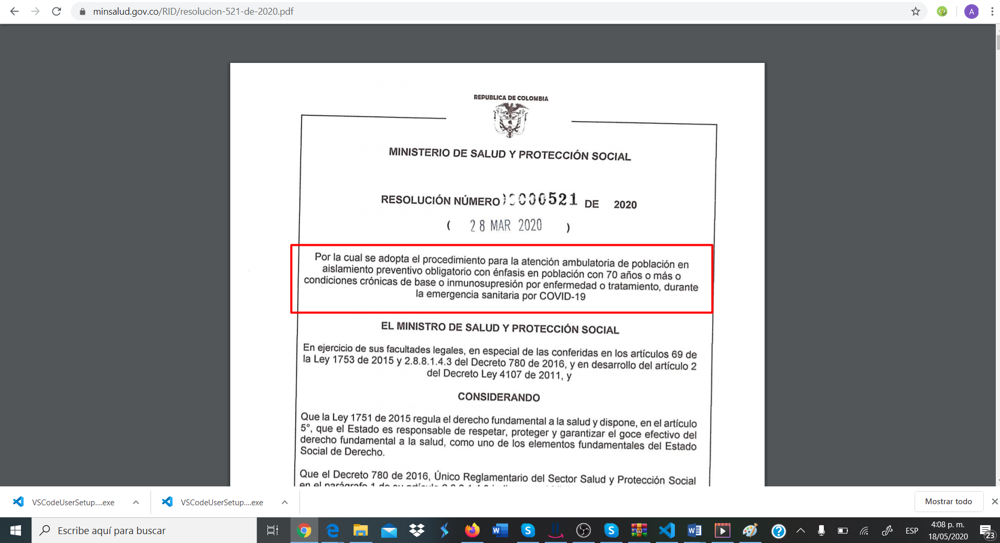 minsalud.gov.co/RID/resolucion-521-de-2020.pdf
A
REPUBLICA DE COLOMBIA
MINISTERIO DE SALUD Y PROTECCIÓN SOCIAL
RESOLUCIÓN NÚMERO 0000521 DE 2020
( 28 MAR 2020 )
Por la cual se adopta el procedimiento para la atención ambulatoria de población en
aislamiento preventivo obligatorio con énfasis en población con 70 años o más o
condiciones crónicas de base o inmunosupresión por enfermedad o tratamiento, durante
la emergencia sanitaria por COVID-19
EL MINISTRO DE SALUD Y PROTECCIÓN SOCIAL
En ejercicio de sus facultades legales, en especial de las conferidas en los artículos 69 de
la Ley 1753 de 2015 y 2.8.8.1.4.3 del Decreto 780 de 2016, y en desarrollo del artículo 2
del Decreto Ley 4107 de 2011, y
CONSIDERANDO
Que la Ley 1751 de 2015 regula el derecho fundamental a la salud y dispone, en el artículo
5°, que el Estado es responsable de respetar, proteger y garantizar el goce efectivo del
derecho fundamental a la salud, como uno de los elementos fundamentales del Estado
Social de Derecho.
Que el Decreto 780 de 2016, Único Reglamentario del Sector Salud y Protección Social
en el parágrafo 1 de su artículo
VSCodeUserSetup....exe
VSCodeUserSetup....exe
Mostrar todo
Escribe aquí para buscar
ESP
4:08 p. m.
18/05/2020
23